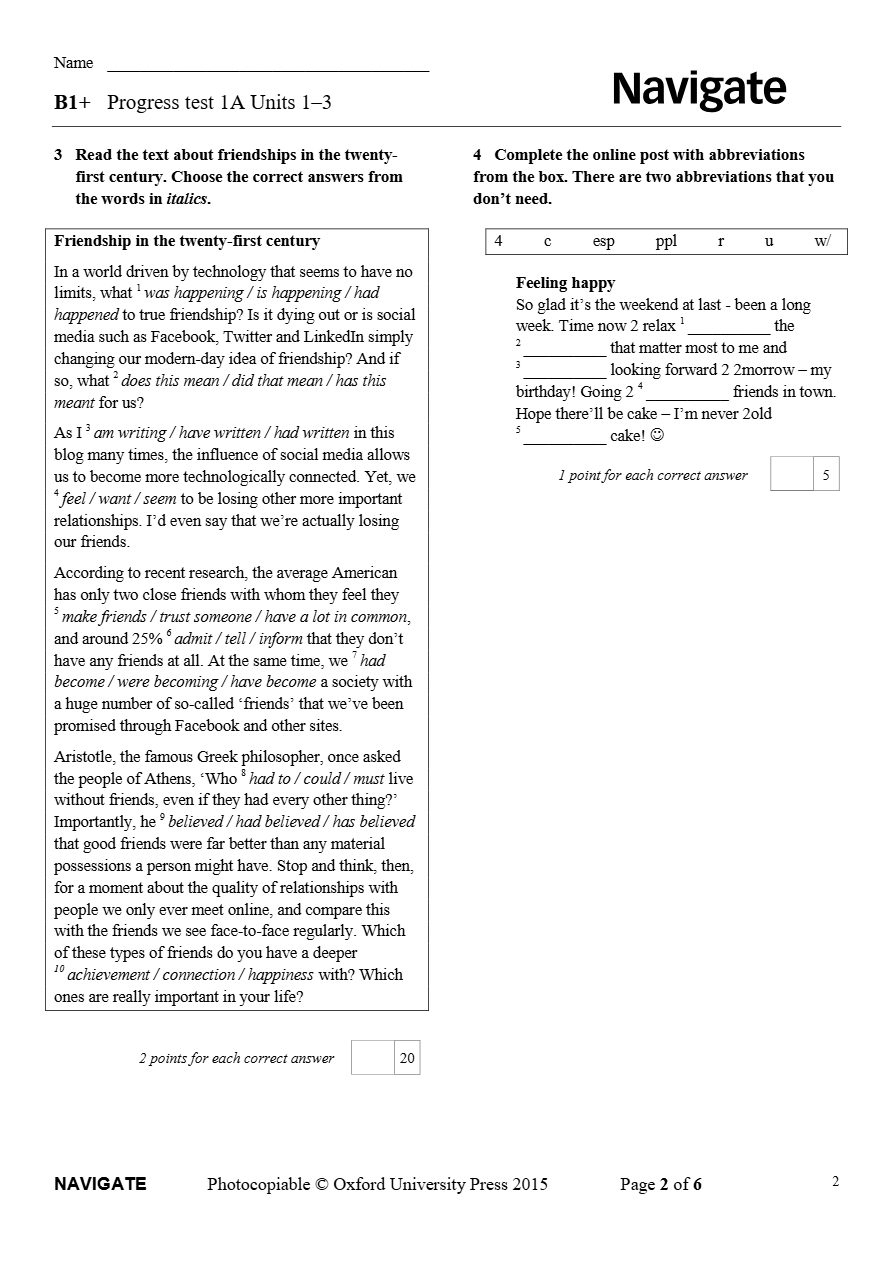 Name ______________________________________
Navigate
B1+ Progress test 1A Units 1–3
3 Read the text about friendships in the twenty-
first century. Choose the correct answers from
the words in italics.
Friendship in the twenty-first century
In a world driven by technology that seems to have no
limits, what 1 was happening / is happening / had
happened to true friendship? Is it dying out or is social
media such as Facebook, Twitter and LinkedIn simply
changing our modern-day idea of friendship? And if
so, what 2 does this mean / did that mean / has this
meant for us?
As I 3 am writing / have written / had written in this
blog many times, the influence of social media allows
us to become more technologically connected. Yet, we
4 feel / want / seem to be losing other more important
relationships. I’d even say that we’re actually losing
our friends.
According to recent research, the average American
has only two close friends with whom they feel they
5 make friends / trust someone / have a lot in common,
and around 25% 6 admit / tell / inform that they don’t
have any friends at all. At the same time, we 7 had
become / were becoming / have become a society with
a huge number of so-called ‘friends’ that we’ve been
promised through Facebook and other sites.
Aristotle, the famous Greek philosopher, once asked
the people of Athens, ‘Who 8 had to / could / must live
without friends, even if they had every other thing?’
Importantly, he 9 believed / had believed / has believed
that good friends were far better than any material
possessions a person might have. Stop and think, then,
for a moment about the quality of relationships with
people we only ever meet online, and compare this
with the friends we see face-to-face regularly. Which
of these types of friends do you have a deeper
10 achievement / connection / happiness with? Which
ones are really important in your life?
2 points for each correct answer 20
4 Complete the online post with abbreviations
from the box. There are two abbreviations that you
don’t need.
4 c esp ppl r u w/
Feeling happy
So glad it’s the weekend at last - been a long
week. Time now 2 relax 1 __________ the
2 __________ that matter most to me and
3 __________ looking forward 2 2morrow – my
birthday! Going 2 4 __________ friends in town.
Hope there’ll be cake – I’m never 2old
5 __________ cake! ☺
1 point for each correct answer 5
NAVIGATE Photocopiable © Oxford University Press 2015 Page 2 of 6 2